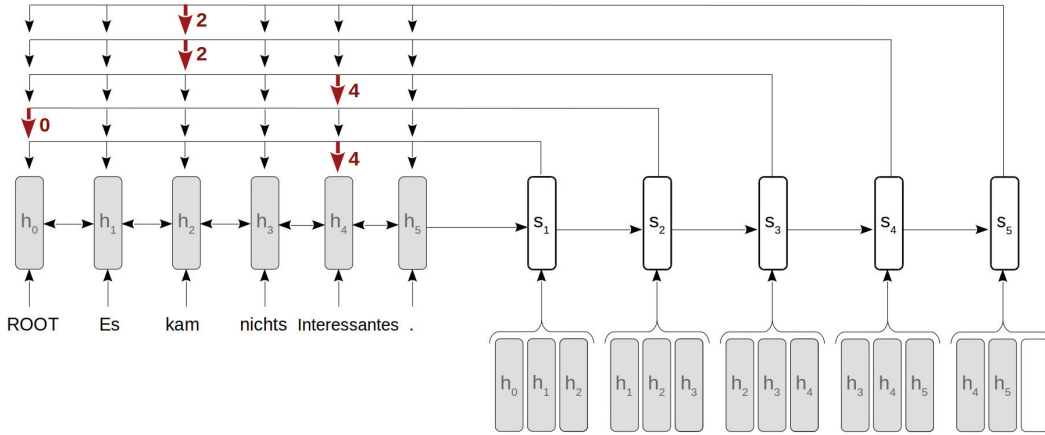 2
2
4
0
4
h0 h1 h2 h3 h4 h5 s1 s2 s3 s4 s5
ROOT Es kam nichts Interessantes .
h0 h1 h2 h1 h2 h3 h2 h3 h4 h3 h4 h5 h4 h5